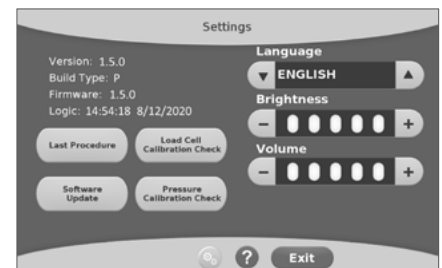 Settings
Version: 1.5.0
Build Type: P
Firmware: 1.5.0
Logic: 14:54:18 8/12/2020
Last Procedure
Load Cell
Calibration Check
Software
Update
Pressure
Calibration Check
Language
▼ ENGLISH ▲
Brightness
− +
Volume
− +
? Exit